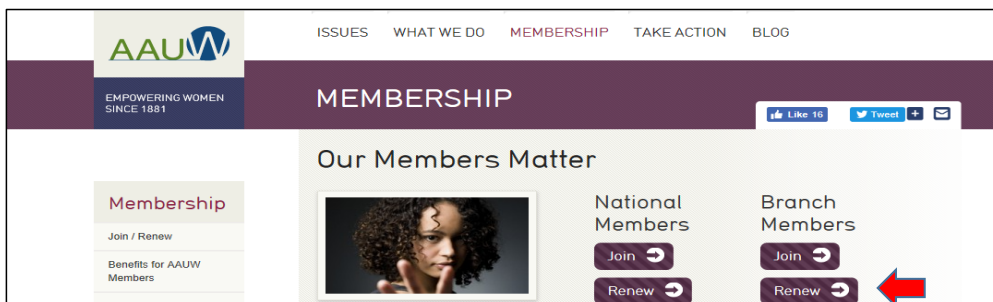 AAUW
EMPOWERING WOMEN
SINCE 1881
ISSUES WHAT WE DO MEMBERSHIP TAKE ACTION BLOG
MEMBERSHIP
Like 16 Tweet +
Our Members Matter
Membership
Join / Renew
Benefits for AAUW
Members
National
Members
Join
Renew
Branch
Members
Join
Renew